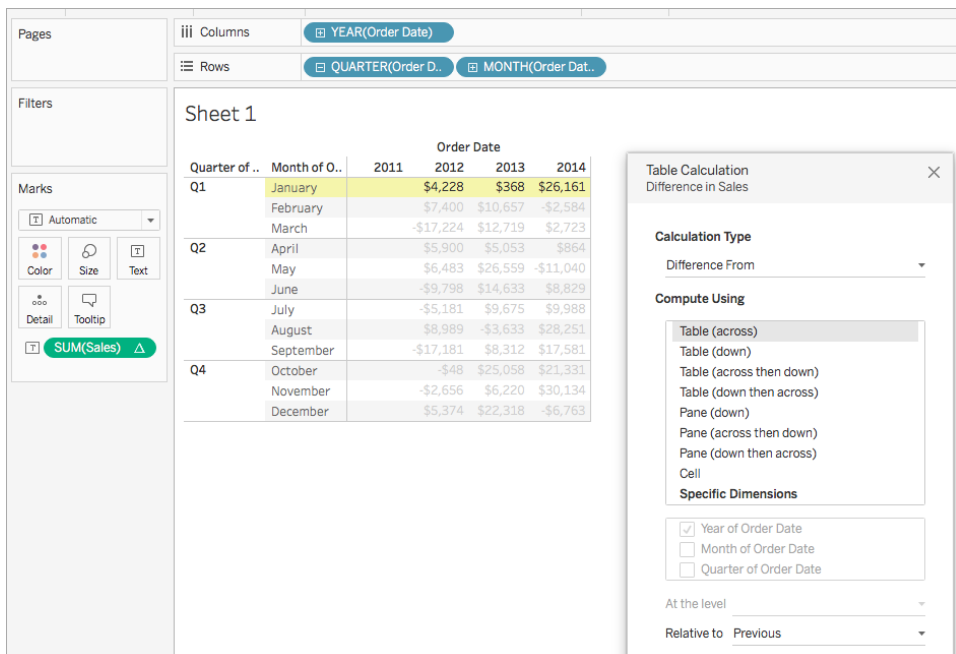 Pages
Columns
YEAR(Order Date)
Rows
QUARTER(Order D..
MONTH(Order Dat..
Filters
Marks
Automatic
Color
Size
Text
Detail
Tooltip
SUM(Sales)
Sheet 1
Order Date
Quarter of .. Month of O.. 2011 2012 2013 2014
Q1 January $4,228 $368 $26,161
February $7,400 $10,657 -$2,584
March -$17,224 $12,719 $2,723
Q2 April $5,900 $5,053 $864
May $6,483 $26,559 -$11,040
June -$9,798 $14,633 $8,829
Q3 July -$5,181 $9,675 $9,988
August $8,989 -$3,633 $28,251
September -$17,181 $8,312 $17,581
Q4 October -$48 $25,058 $21,331
November -$2,656 $6,220 $30,134
December $5,374 $22,318 -$6,763
Table Calculation
Difference in Sales
Calculation Type
Difference From
Compute Using
Table (across)
Table (down)
Table (across then down)
Table (down then across)
Pane (down)
Pane (across then down)
Pane (down then across)
Cell
Specific Dimensions
Year of Order Date
Month of Order Date
Quarter of Order Date
At the level
Relative to Previous